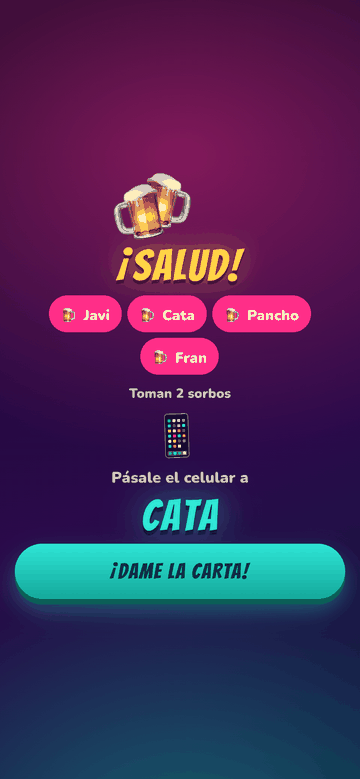 ¡SALUD!
Javi Cata Pancho
Fran
Toman 2 sorbos
Pásale el celular a
CATA
¡DAME LA CARTA!